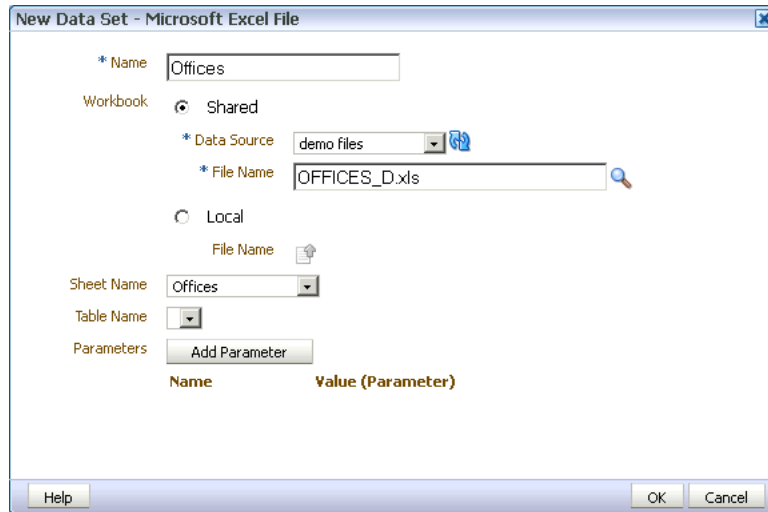 New Data Set - Microsoft Excel File
* Name Offices
Workbook Shared
* Data Source demo files
* File Name OFFICES_D.xls
Local
File Name
Sheet Name Offices
Table Name
Parameters Add Parameter
Name Value (Parameter)
Help OK Cancel